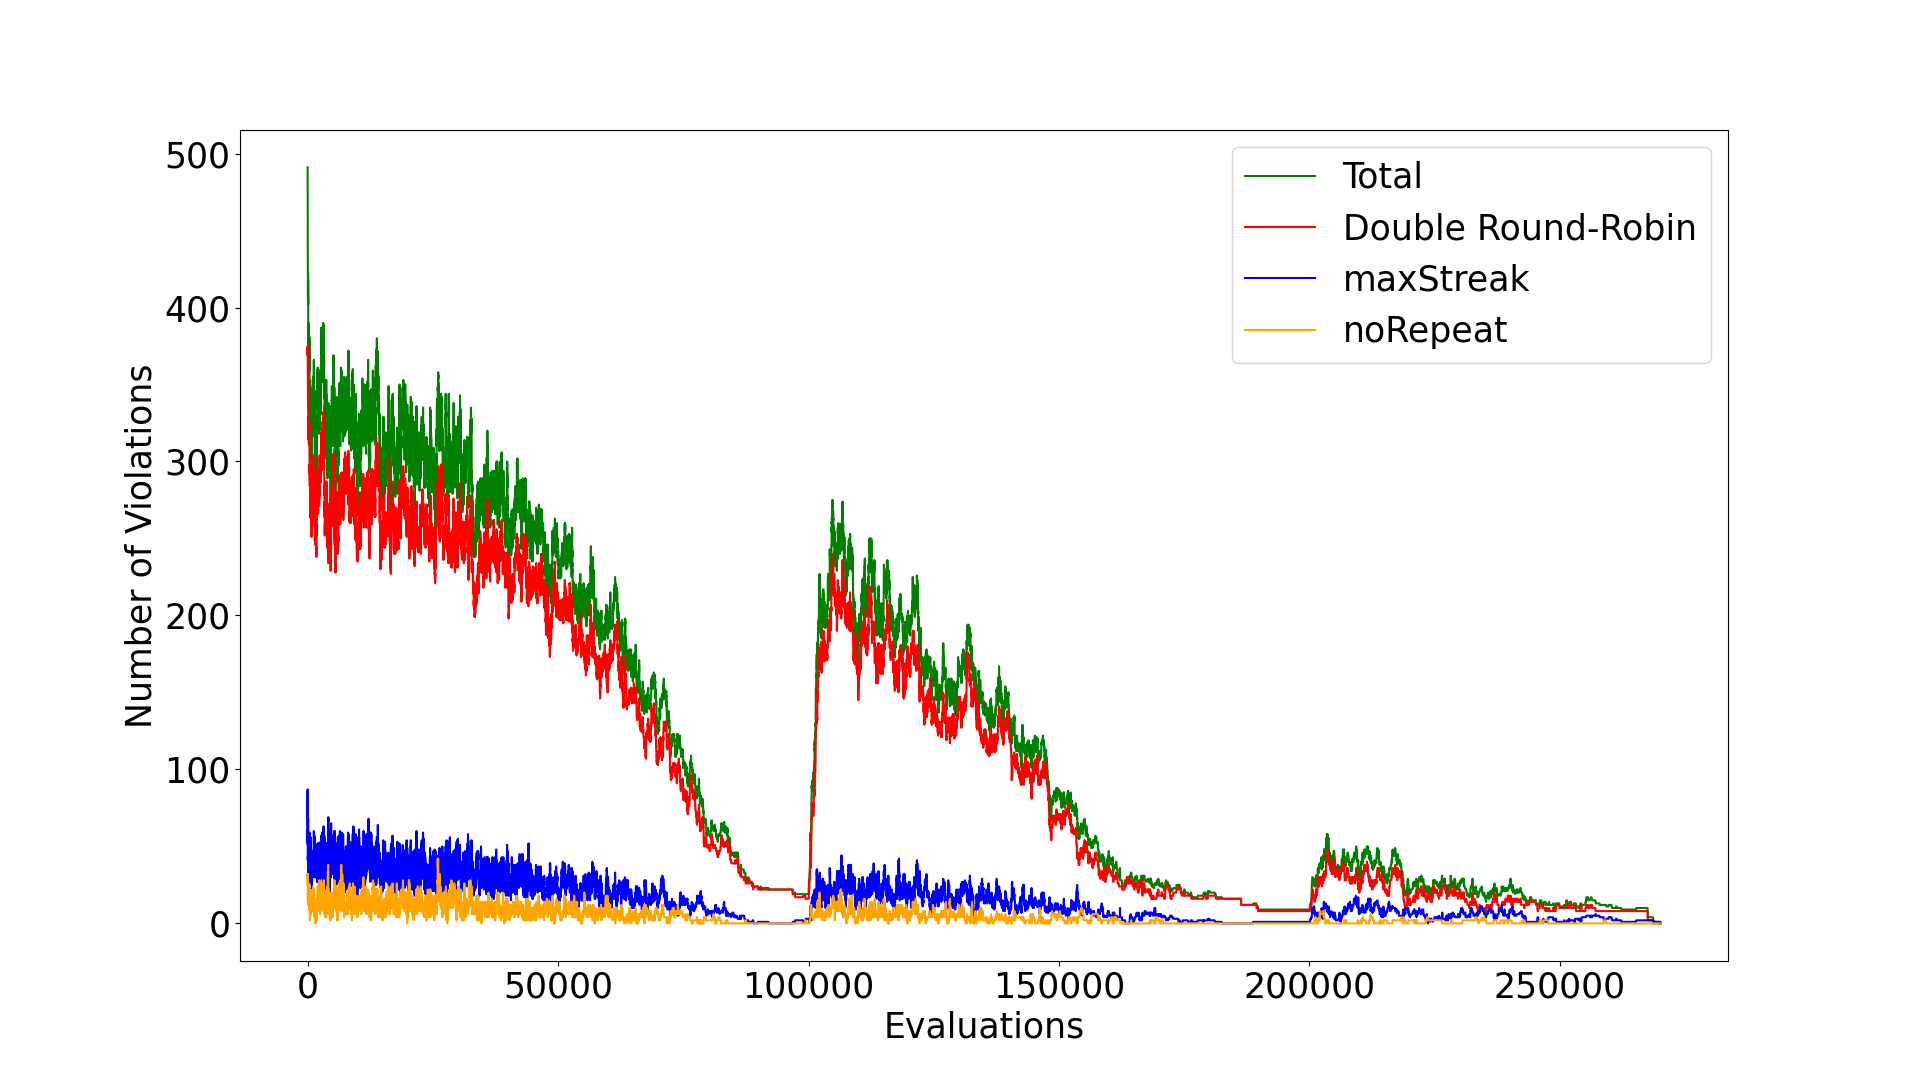 500
400
300
200
100
0
Number of Violations
Total
Double Round-Robin
maxStreak
noRepeat
0 50000 100000 150000 200000 250000
Evaluations